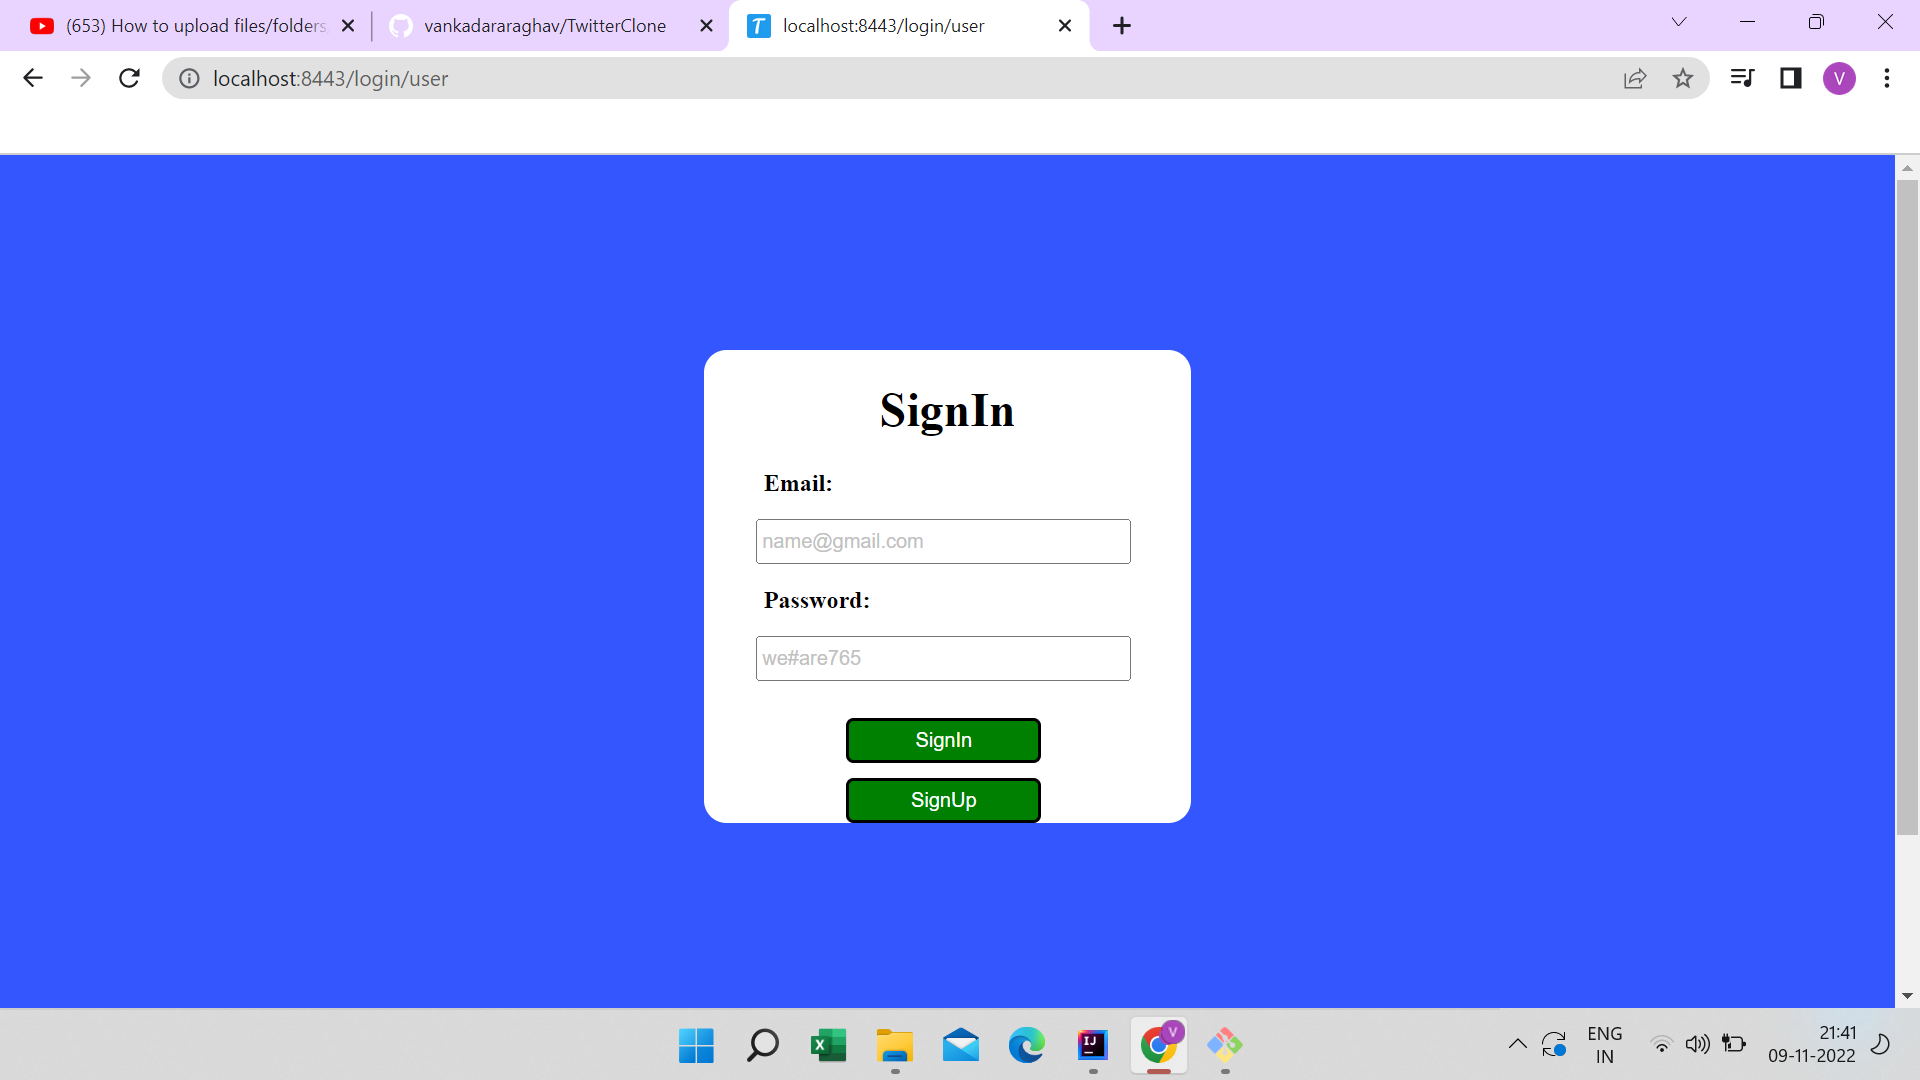 (653) How to upload files/folders
vankadararaghav/TwitterClone
T
localhost:8443/login/user
localhost:8443/login/user
V
SignIn
Email:
name@gmail.com
Password:
we#are765
SignIn
SignUp
X
IJ
V
ENG
IN
21:41
09-11-2022